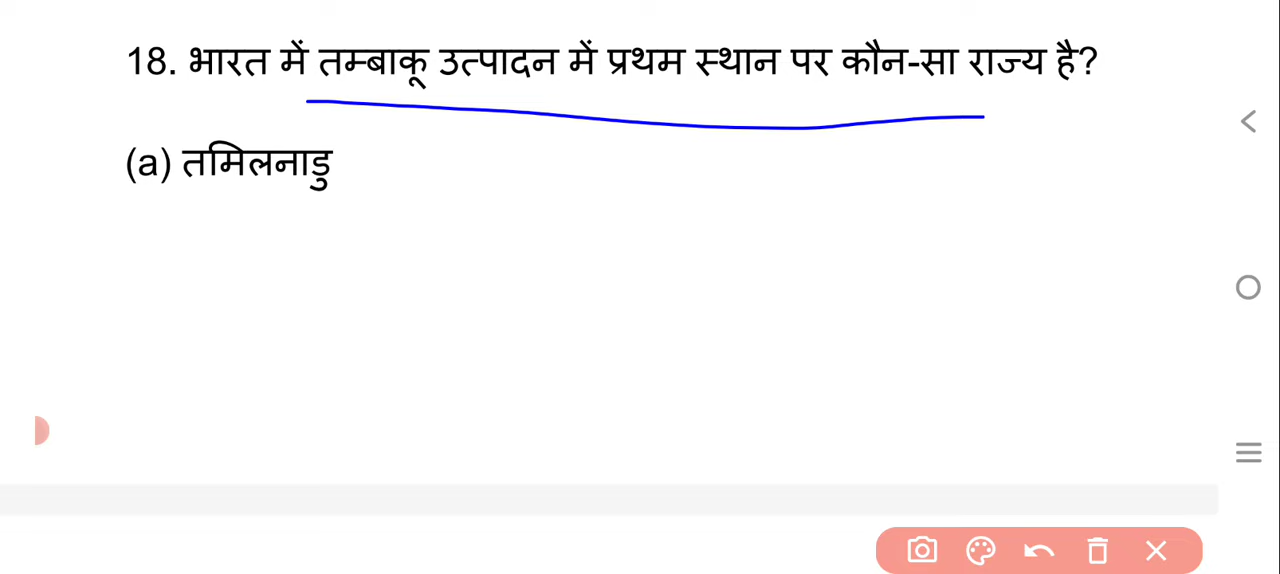 18. भारत में तम्बाकू उत्पादन में प्रथम स्थान पर कौन-सा राज्य है?
(a) तमिलनाडु